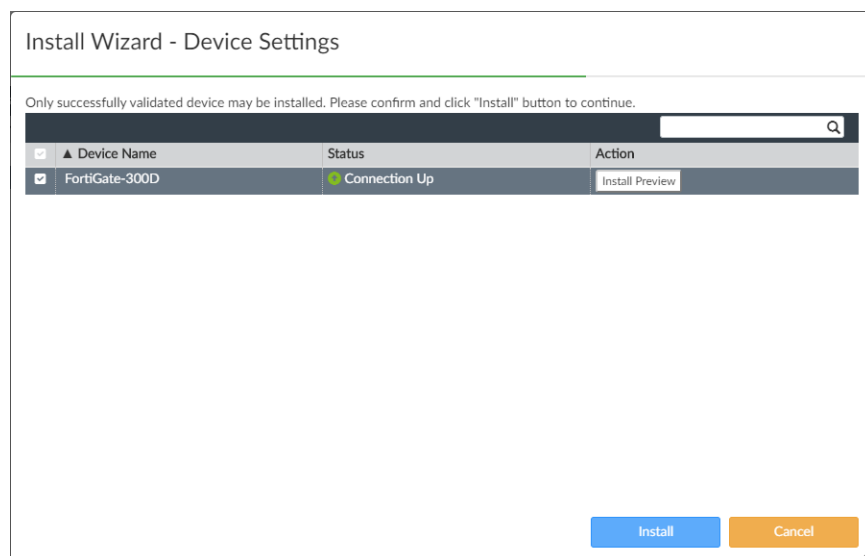 Install Wizard - Device Settings
Only successfully validated device may be installed. Please confirm and click "Install" button to continue.
▲ Device Name Status Action
FortiGate-300D Connection Up Install Preview
Install Cancel